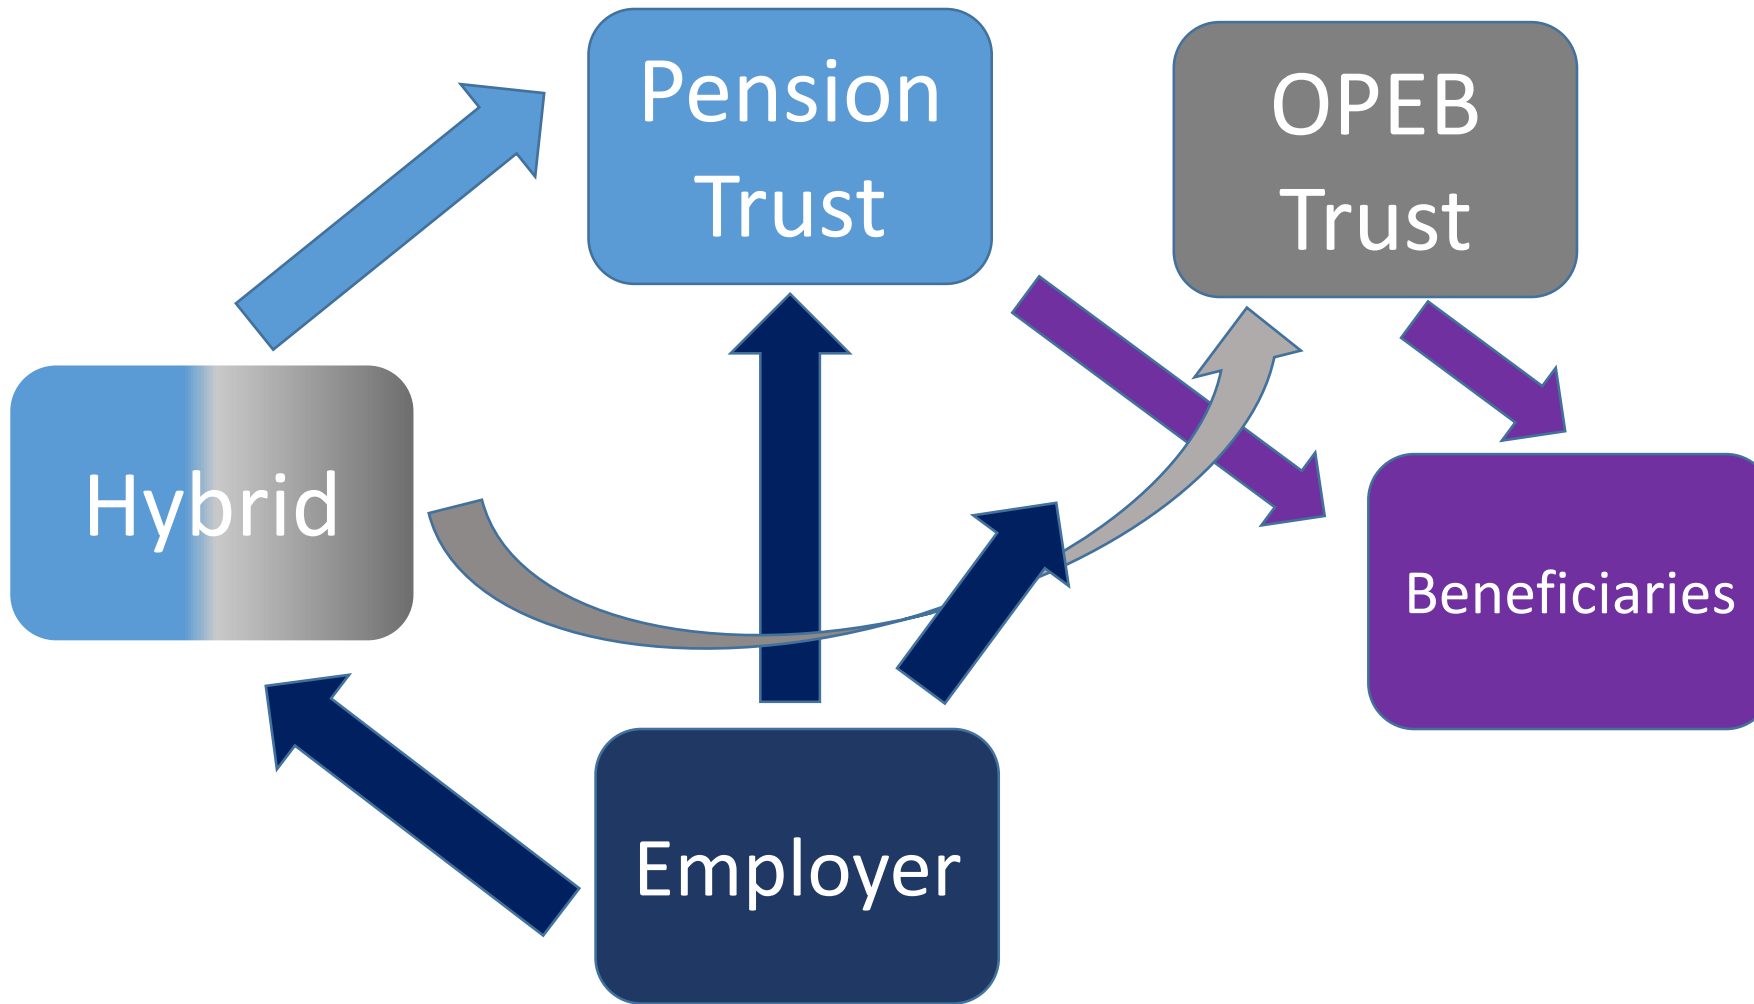 Pension
Trust
OPEB
Trust
Hybrid
Beneficiaries
Employer